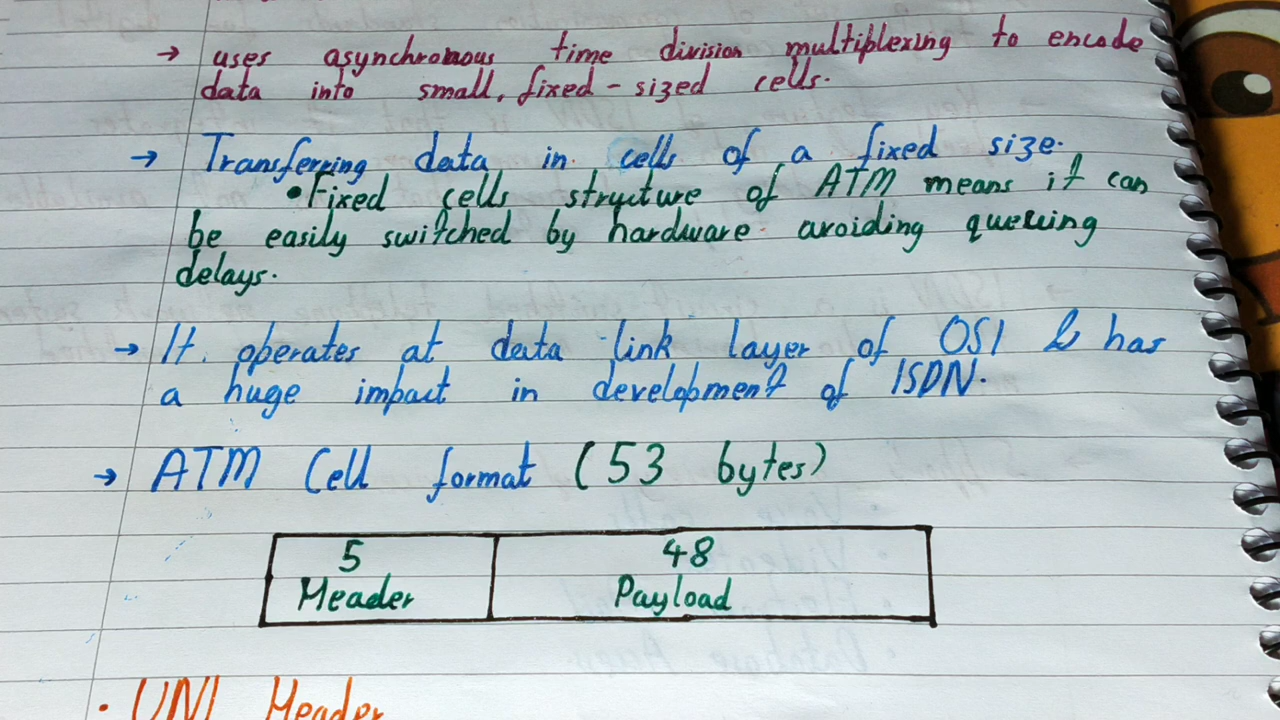 → uses asynchronous time division multiplexing to encode
data into small, fixed-sized cells.
→ Transferring data in cells of a fixed size.
• Fixed cells structure of ATM means it can
be easily switched by hardware avoiding queuing
delays.
→ It operates at data link layer of OSI & has
a huge impact in development of ISDN.
→ ATM Cell format (53 bytes)
5 48
Header Payload
• UNI Header